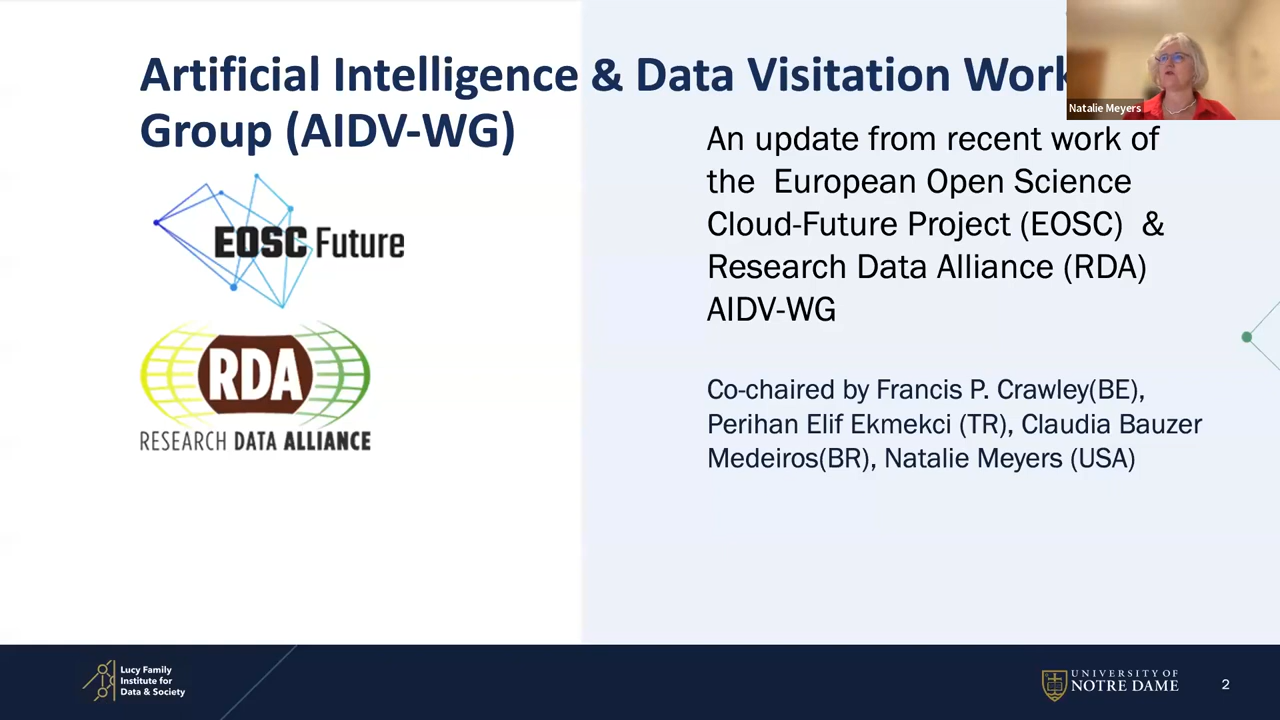 Artificial Intelligence & Data Visitation Work
Group (AIDV-WG)
Natalie Meyers
An update from recent work of
the European Open Science
Cloud-Future Project (EOSC) &
Research Data Alliance (RDA)
AIDV-WG
EOSC Future
RDA
RESEARCH DATA ALLIANCE
Co-chaired by Francis P. Crawley(BE),
Perihan Elif Ekmekci (TR), Claudia Bauzer
Medeiros(BR), Natalie Meyers (USA)
Lucy Family
Institute for
Data & Society
UNIVERSITY OF
NOTRE DAME
2